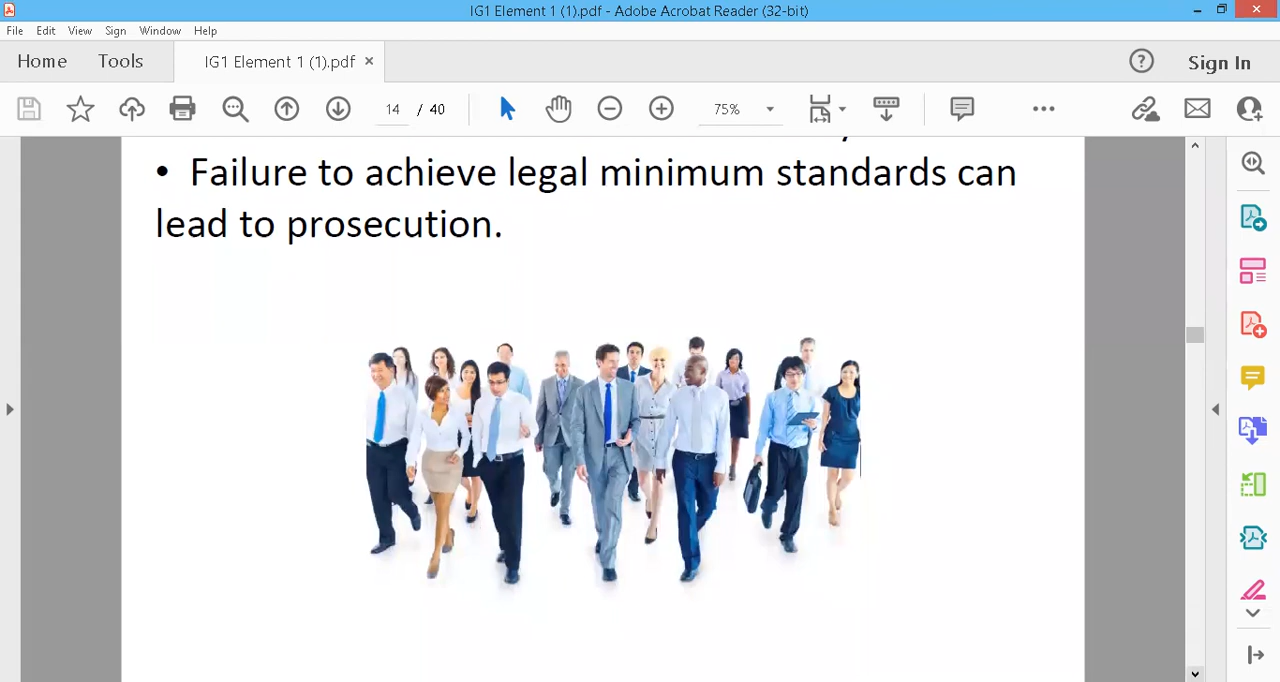 IG1 Element 1 (1).pdf - Adobe Acrobat Reader (32-bit)
File Edit View Sign Window Help
Home Tools IG1 Element 1 (1).pdf × Sign In
14 / 40 75%
• Failure to achieve legal minimum standards can
lead to prosecution.